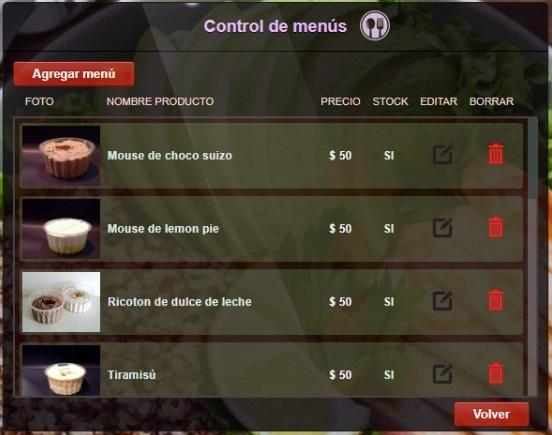 Control de menús
Agregar menú
FOTO NOMBRE PRODUCTO PRECIO STOCK EDITAR BORRAR
Mouse de choco suizo $ 50 SI
Mouse de lemon pie $ 50 SI
Ricoton de dulce de leche $ 50 SI
Tiramisú $ 50 SI
Volver